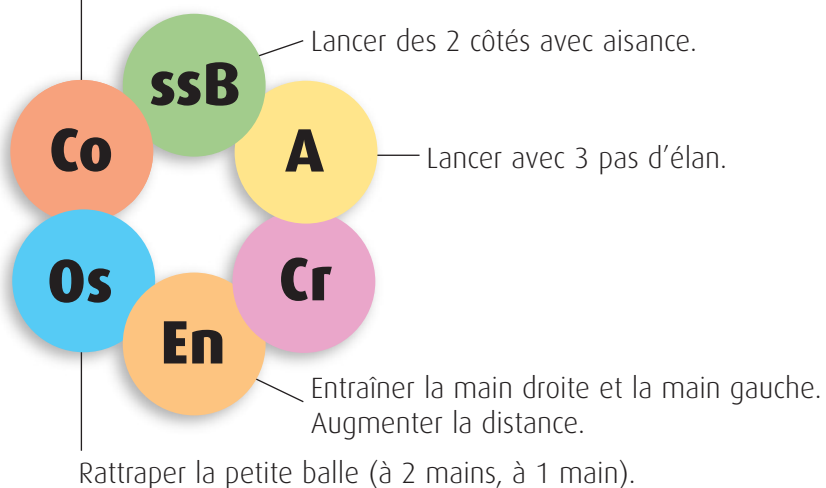 ssB
Lancer des 2 côtés avec aisance.
Co
A
Lancer avec 3 pas d’élan.
Os
Cr
En
Entraîner la main droite et la main gauche.
Augmenter la distance.
Rattraper la petite balle (à 2 mains, à 1 main).